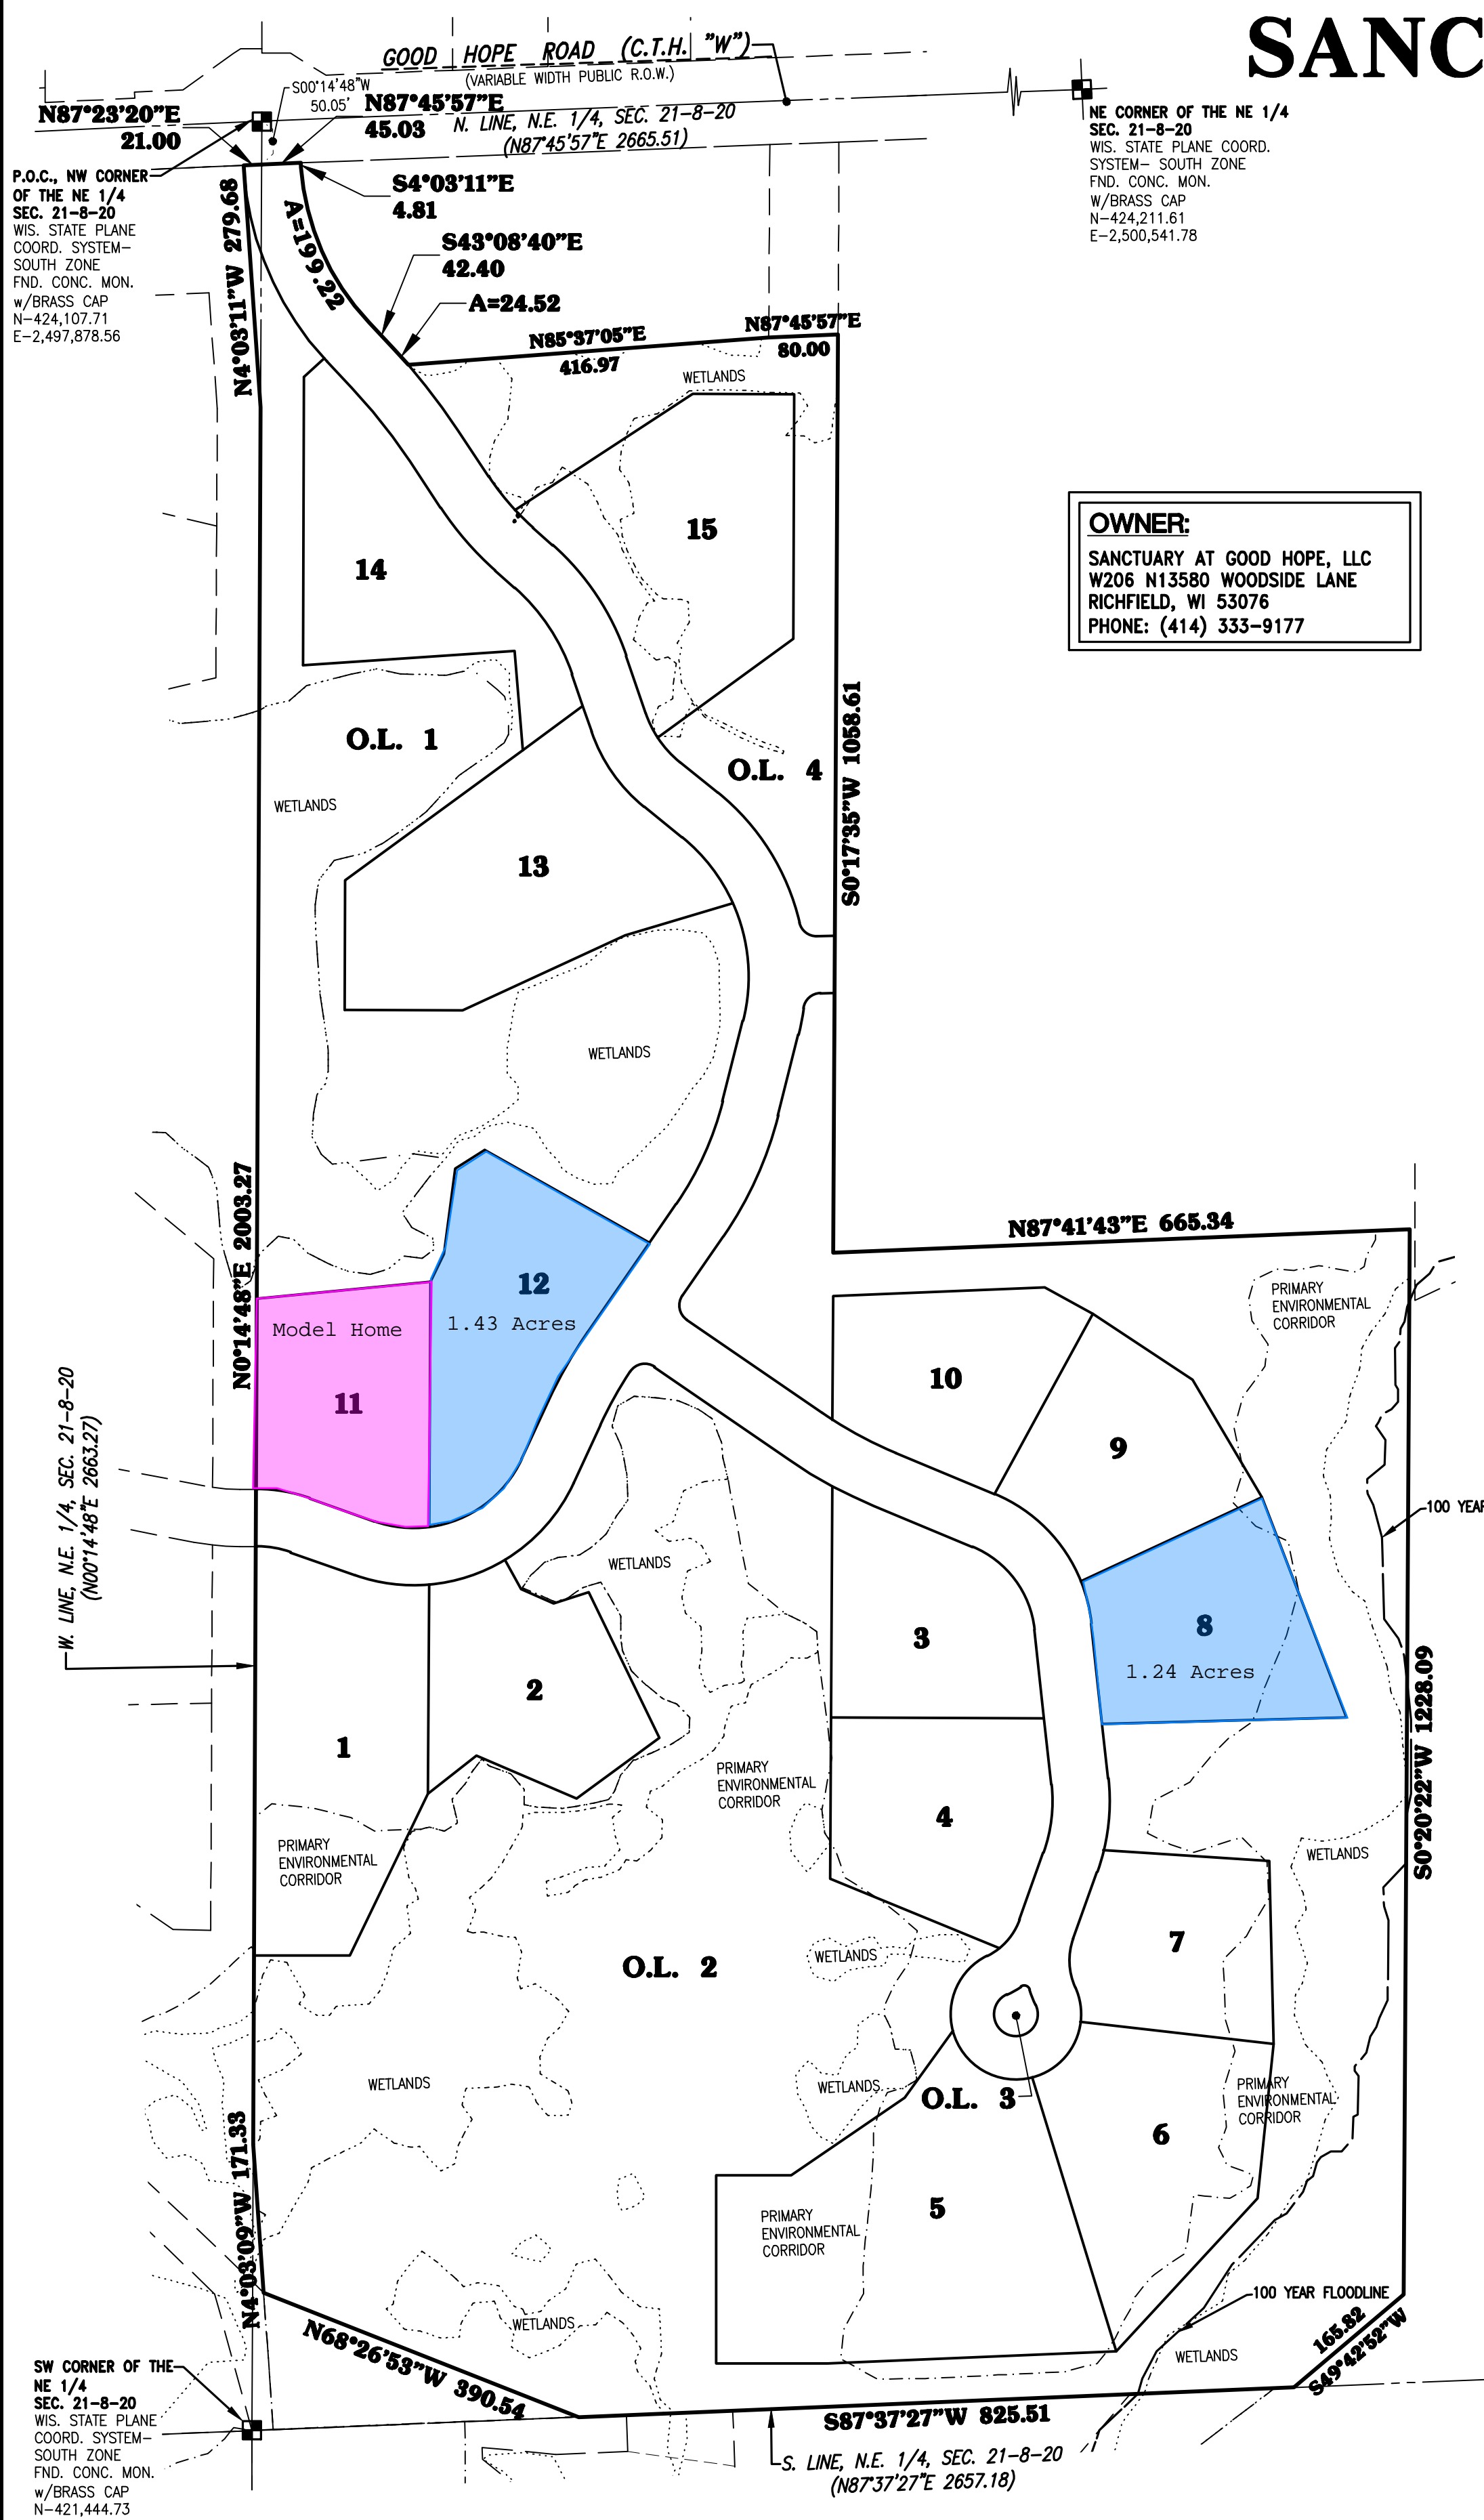 SANC
GOOD HOPE ROAD (C.T.H. "W")
(VARIABLE WIDTH PUBLIC R.O.W.)
S00°14'48"W
50.05'
N87°23'20"E
21.00
N87°45'57"E
45.03
N. LINE, N.E. 1/4, SEC. 21-8-20
(N87°45'57"E 2665.51)
NE CORNER OF THE NE 1/4
SEC. 21-8-20
WIS. STATE PLANE COORD.
SYSTEM- SOUTH ZONE
FND. CONC. MON.
W/BRASS CAP
N-424,211.61
E-2,500,541.78
P.O.C., NW CORNER
OF THE NE 1/4
SEC. 21-8-20
WIS. STATE PLANE
COORD. SYSTEM-
SOUTH ZONE
FND. CONC. MON.
w/BRASS CAP
N-424,107.71
E-2,497,878.56
N4°03'11"W 279.68
A=199.22
S4°03'11"E
4.81
S43°08'40"E
42.40
A=24.52
N85°37'05"E
416.97
N87°45'57"E
80.00
WETLANDS
OWNER:
SANCTUARY AT GOOD HOPE, LLC
W206 N13580 WOODSIDE LANE
RICHFIELD, WI 53076
PHONE: (414) 333-9177
15
14
O.L. 1
O.L. 4
S0°17'35"W 1058.61
WETLANDS
13
WETLANDS
N0°14'48"E 2003.27
N87°41'43"E 665.34
12
1.43 Acres
Model Home
11
PRIMARY
ENVIRONMENTAL
CORRIDOR
10
9
W. LINE, N.E. 1/4, SEC. 21-8-20
(N00°14'48"E 2663.27)
100 YEAR
WETLANDS
3
8
1.24 Acres
2
1
S0°20'22"W 1228.09
PRIMARY
ENVIRONMENTAL
CORRIDOR
4
PRIMARY
ENVIRONMENTAL
CORRIDOR
WETLANDS
7
WETLANDS
O.L. 2
WETLANDS
WETLANDS
O.L. 3
PRIMARY
ENVIRONMENTAL
CORRIDOR
6
N4°03'09"W 171.33
5
PRIMARY
ENVIRONMENTAL
CORRIDOR
100 YEAR FLOODLINE
WETLANDS
N68°26'53"W 390.54
WETLANDS
165.82
S49°42'52"W
SW CORNER OF THE
NE 1/4
SEC. 21-8-20
WIS. STATE PLANE
COORD. SYSTEM-
SOUTH ZONE
FND. CONC. MON.
w/BRASS CAP
N-421,444.73
S87°37'27"W 825.51
S. LINE, N.E. 1/4, SEC. 21-8-20
(N87°37'27"E 2657.18)